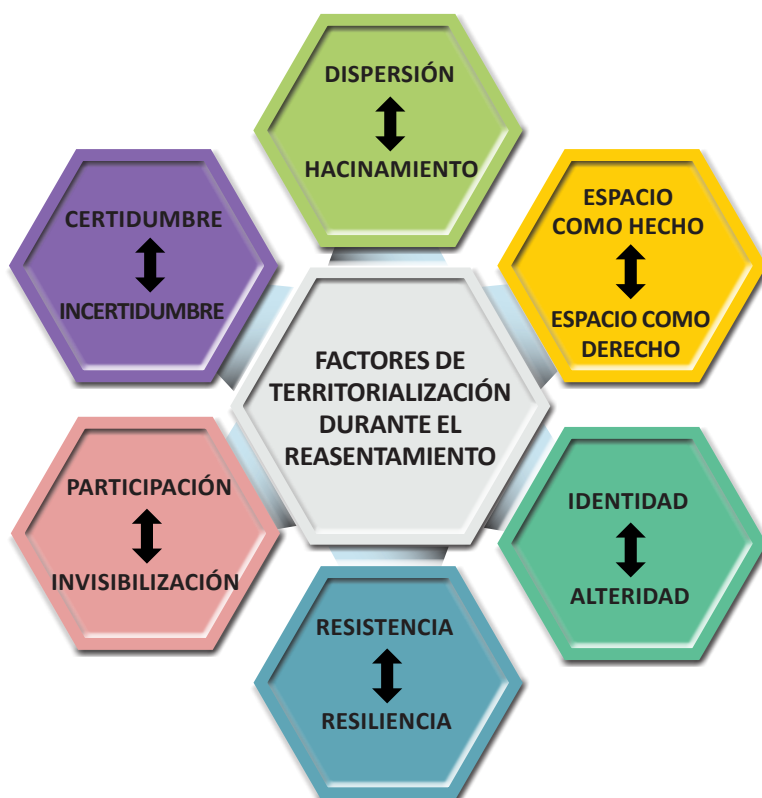 DISPERSIÓN
HACINAMIENTO
ESPACIO
COMO HECHO
ESPACIO COMO
DERECHO
IDENTIDAD
ALTERIDAD
RESISTENCIA
RESILIENCIA
PARTICIPACIÓN
INVISIBILIZACIÓN
CERTIDUMBRE
INCERTIDUMBRE
FACTORES DE
TERRITORIALIZACIÓN
DURANTE EL
REASENTAMIENTO